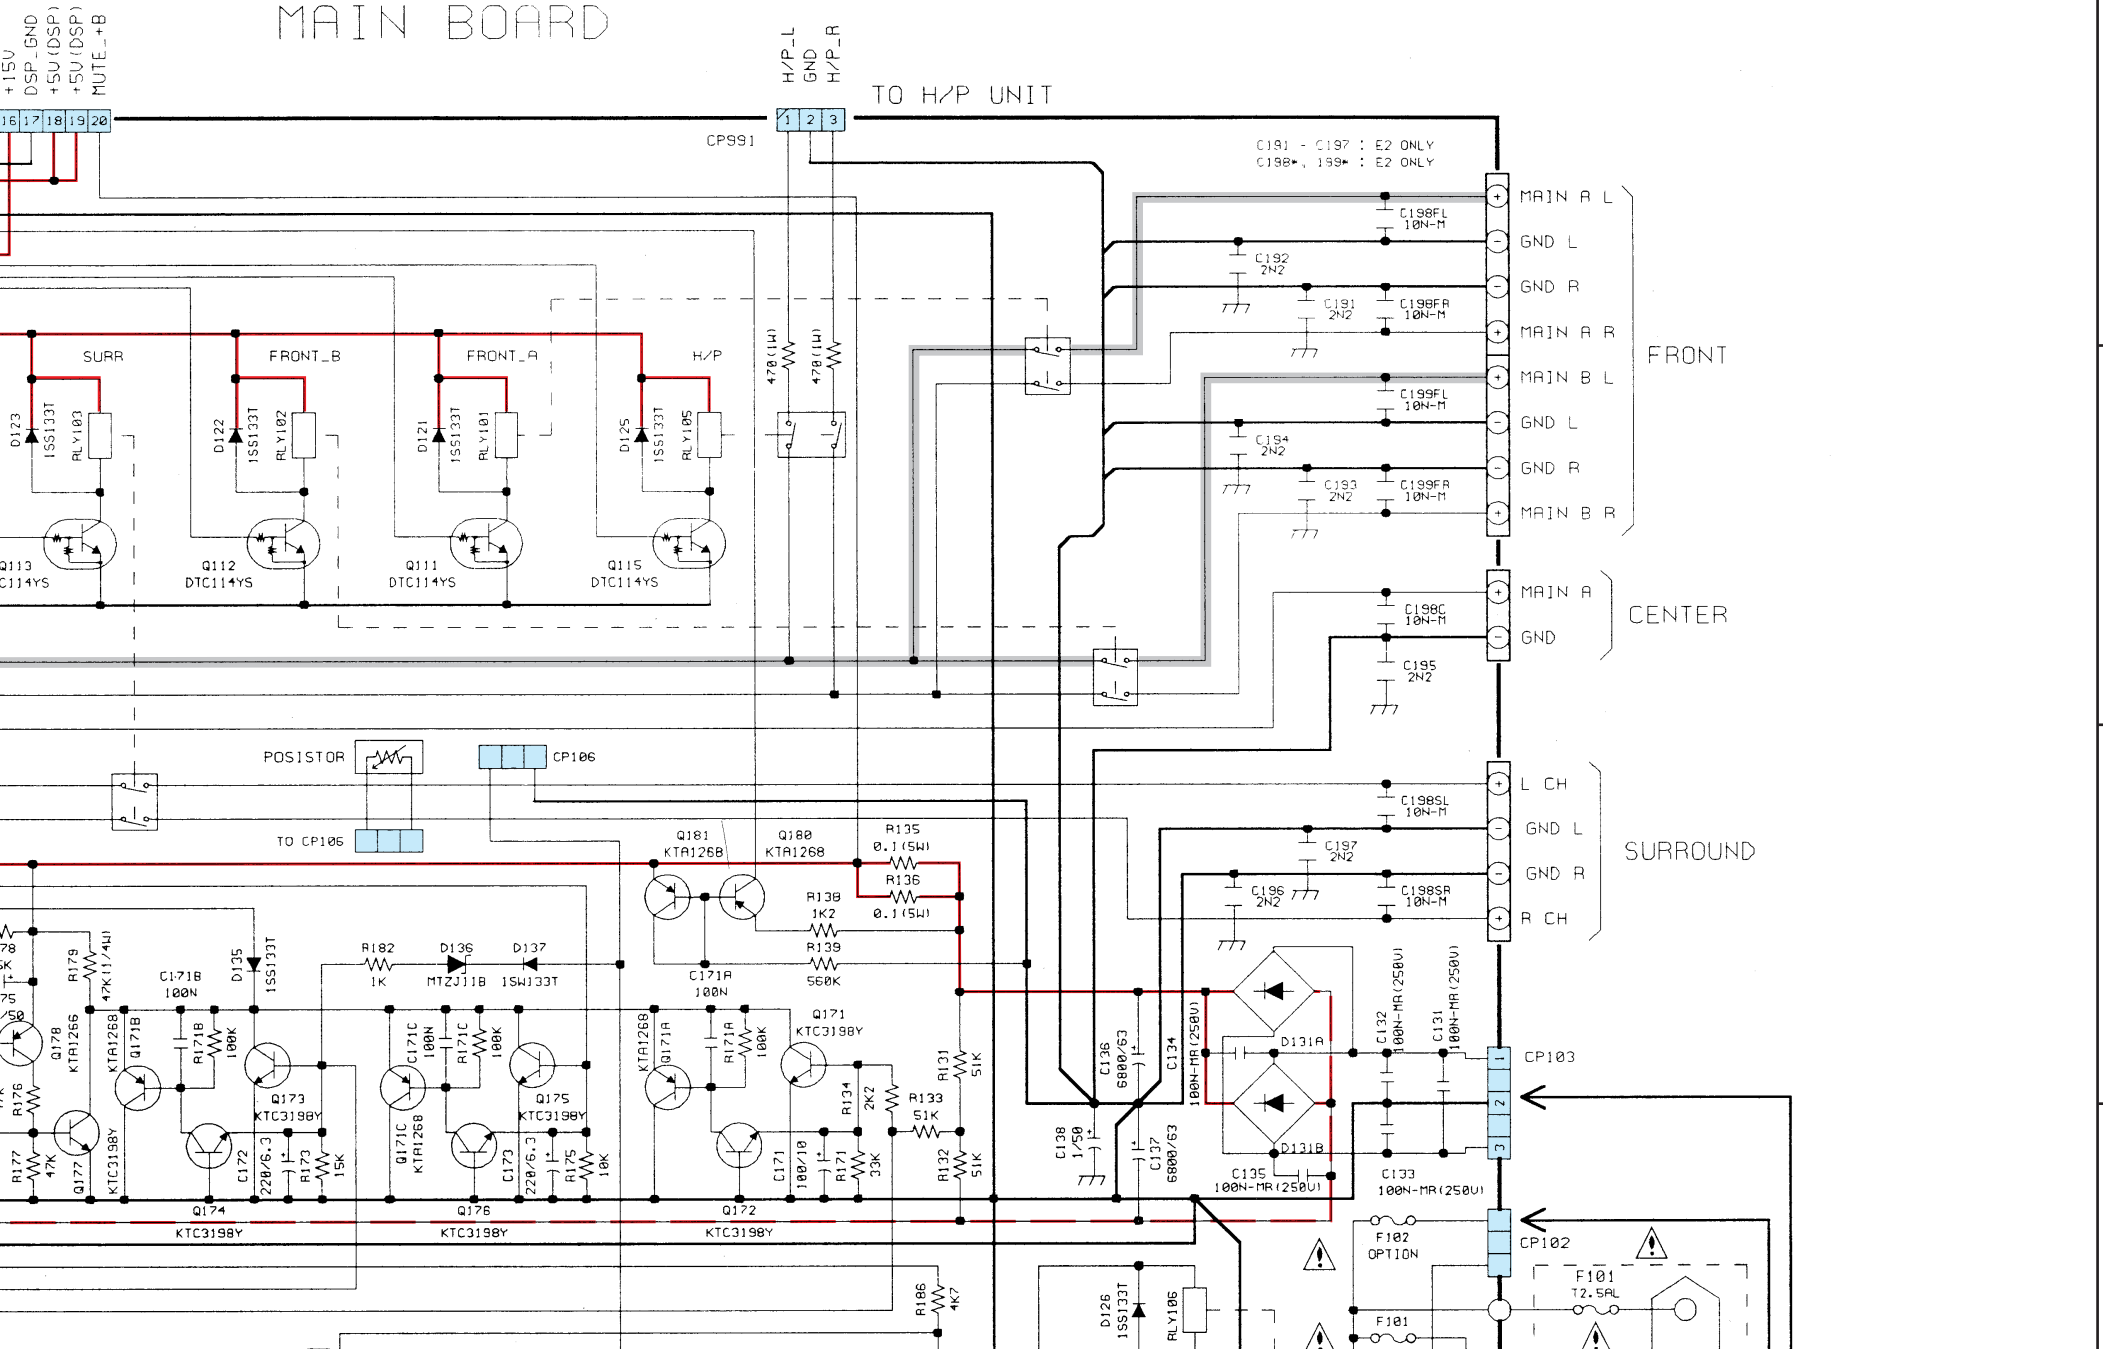 MAIN BOARD
+15V
DSP_GND
+5V(DSP)
+5V(DSP)
MUTE_+B
16 17 18 19 20
H/P_L
GND
H/P_R
1 2 3
TO H/P UNIT
CP991
C191 - C197 : E2 ONLY
C198*, 199* : E2 ONLY
+ MAIN A L
C198FL
10N-M
- GND L
C192
2N2
- GND R
C191
2N2
C198FR
10N-M
+ MAIN A R
FRONT
+ MAIN B L
C199FL
10N-M
- GND L
C194
2N2
- GND R
C193
2N2
C199FR
10N-M
+ MAIN B R
SURR
FRONT_B
FRONT_A
H/P
470(1W)
470(1W)
D123
1SS133T
RLY103
D122
1SS133T
RLY102
D121
1SS133T
RLY101
D125
1SS133T
RLY105
Q113
C114YS
Q112
DTC114YS
Q111
DTC114YS
Q115
DTC114YS
+ MAIN A
C198C
10N-M
- GND
C195
2N2
CENTER
POSISTOR
TO CP106
CP106
+ L CH
C198SL
10N-M
- GND L
C197
2N2
- GND R
C196
2N2
C198SR
10N-M
+ R CH
SURROUND
Q181
KTA1268
Q180
KTA1268
R135
0.1(5W)
R136
0.1(5W)
R138
1K2
R139
560K
78
5K
75
/50
R179
47K(1/4W)
C171B
100N
D135
1SS133T
R182
1K
D136
MTZJ11B
D137
1SW133T
C171A
100N
Q178
KTA1266
KTA1268
Q171B
R171B
100K
C171C
100N
R171C
100K
KTA1268
Q171A
R171A
100K
Q171
KTC3198Y
R176
7K
R177
47K
Q177
KTC3198Y
Q173
KTC3198Y
C172
220/6.3
R173
15K
Q171C
KTA1268
Q175
KTC3198Y
C173
220/6.3
R175
10K
C171
100/10
R171
33K
R134
2K2
R133
51K
R131
51K
R132
51K
Q174
KTC3198Y
Q176
KTC3198Y
Q172
KTC3198Y
C136
6800/63
C134
100N-MR(250V)
C138
1/50
C137
6800/63
D131A
D131B
C135
100N-MR(250V)
C132
100N-MR(250V)
C131
100N-MR(250V)
C133
100N-MR(250V)
1
2
3
CP103
F102
OPTION
CP102
F101
T2.5AL
F101
R186
4K7
D126
1SS133T
RLY106